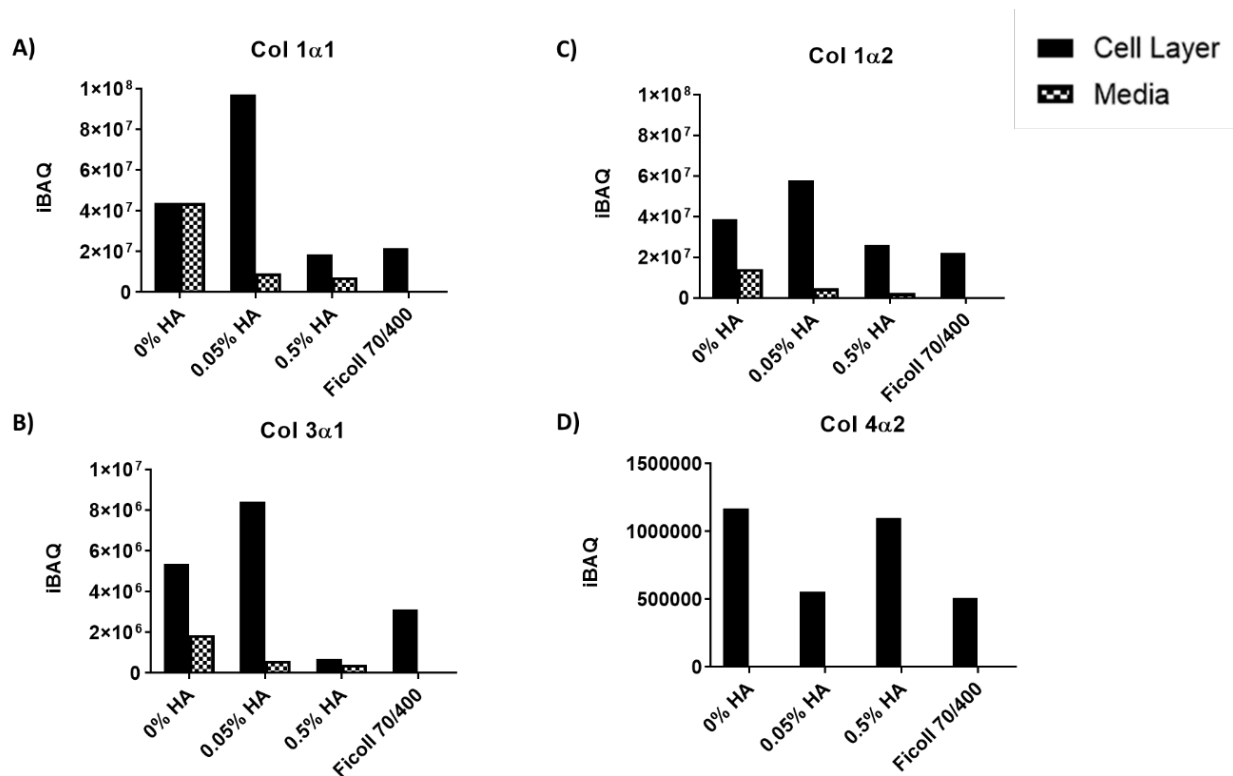 A)
Col 1α1
iBAQ
1×10⁸
8×10⁷
6×10⁷
4×10⁷
2×10⁷
0
0% HA
0.05% HA
0.5% HA
Ficoll 70/400
C)
Col 1α2
iBAQ
1×10⁸
8×10⁷
6×10⁷
4×10⁷
2×10⁷
0
0% HA
0.05% HA
0.5% HA
Ficoll 70/400
Cell Layer
Media
B)
Col 3α1
iBAQ
1×10⁷
8×10⁶
6×10⁶
4×10⁶
2×10⁶
0
0% HA
0.05% HA
0.5% HA
Ficoll 70/400
D)
Col 4α2
iBAQ
1500000
1000000
500000
0
0% HA
0.05% HA
0.5% HA
Ficoll 70/400